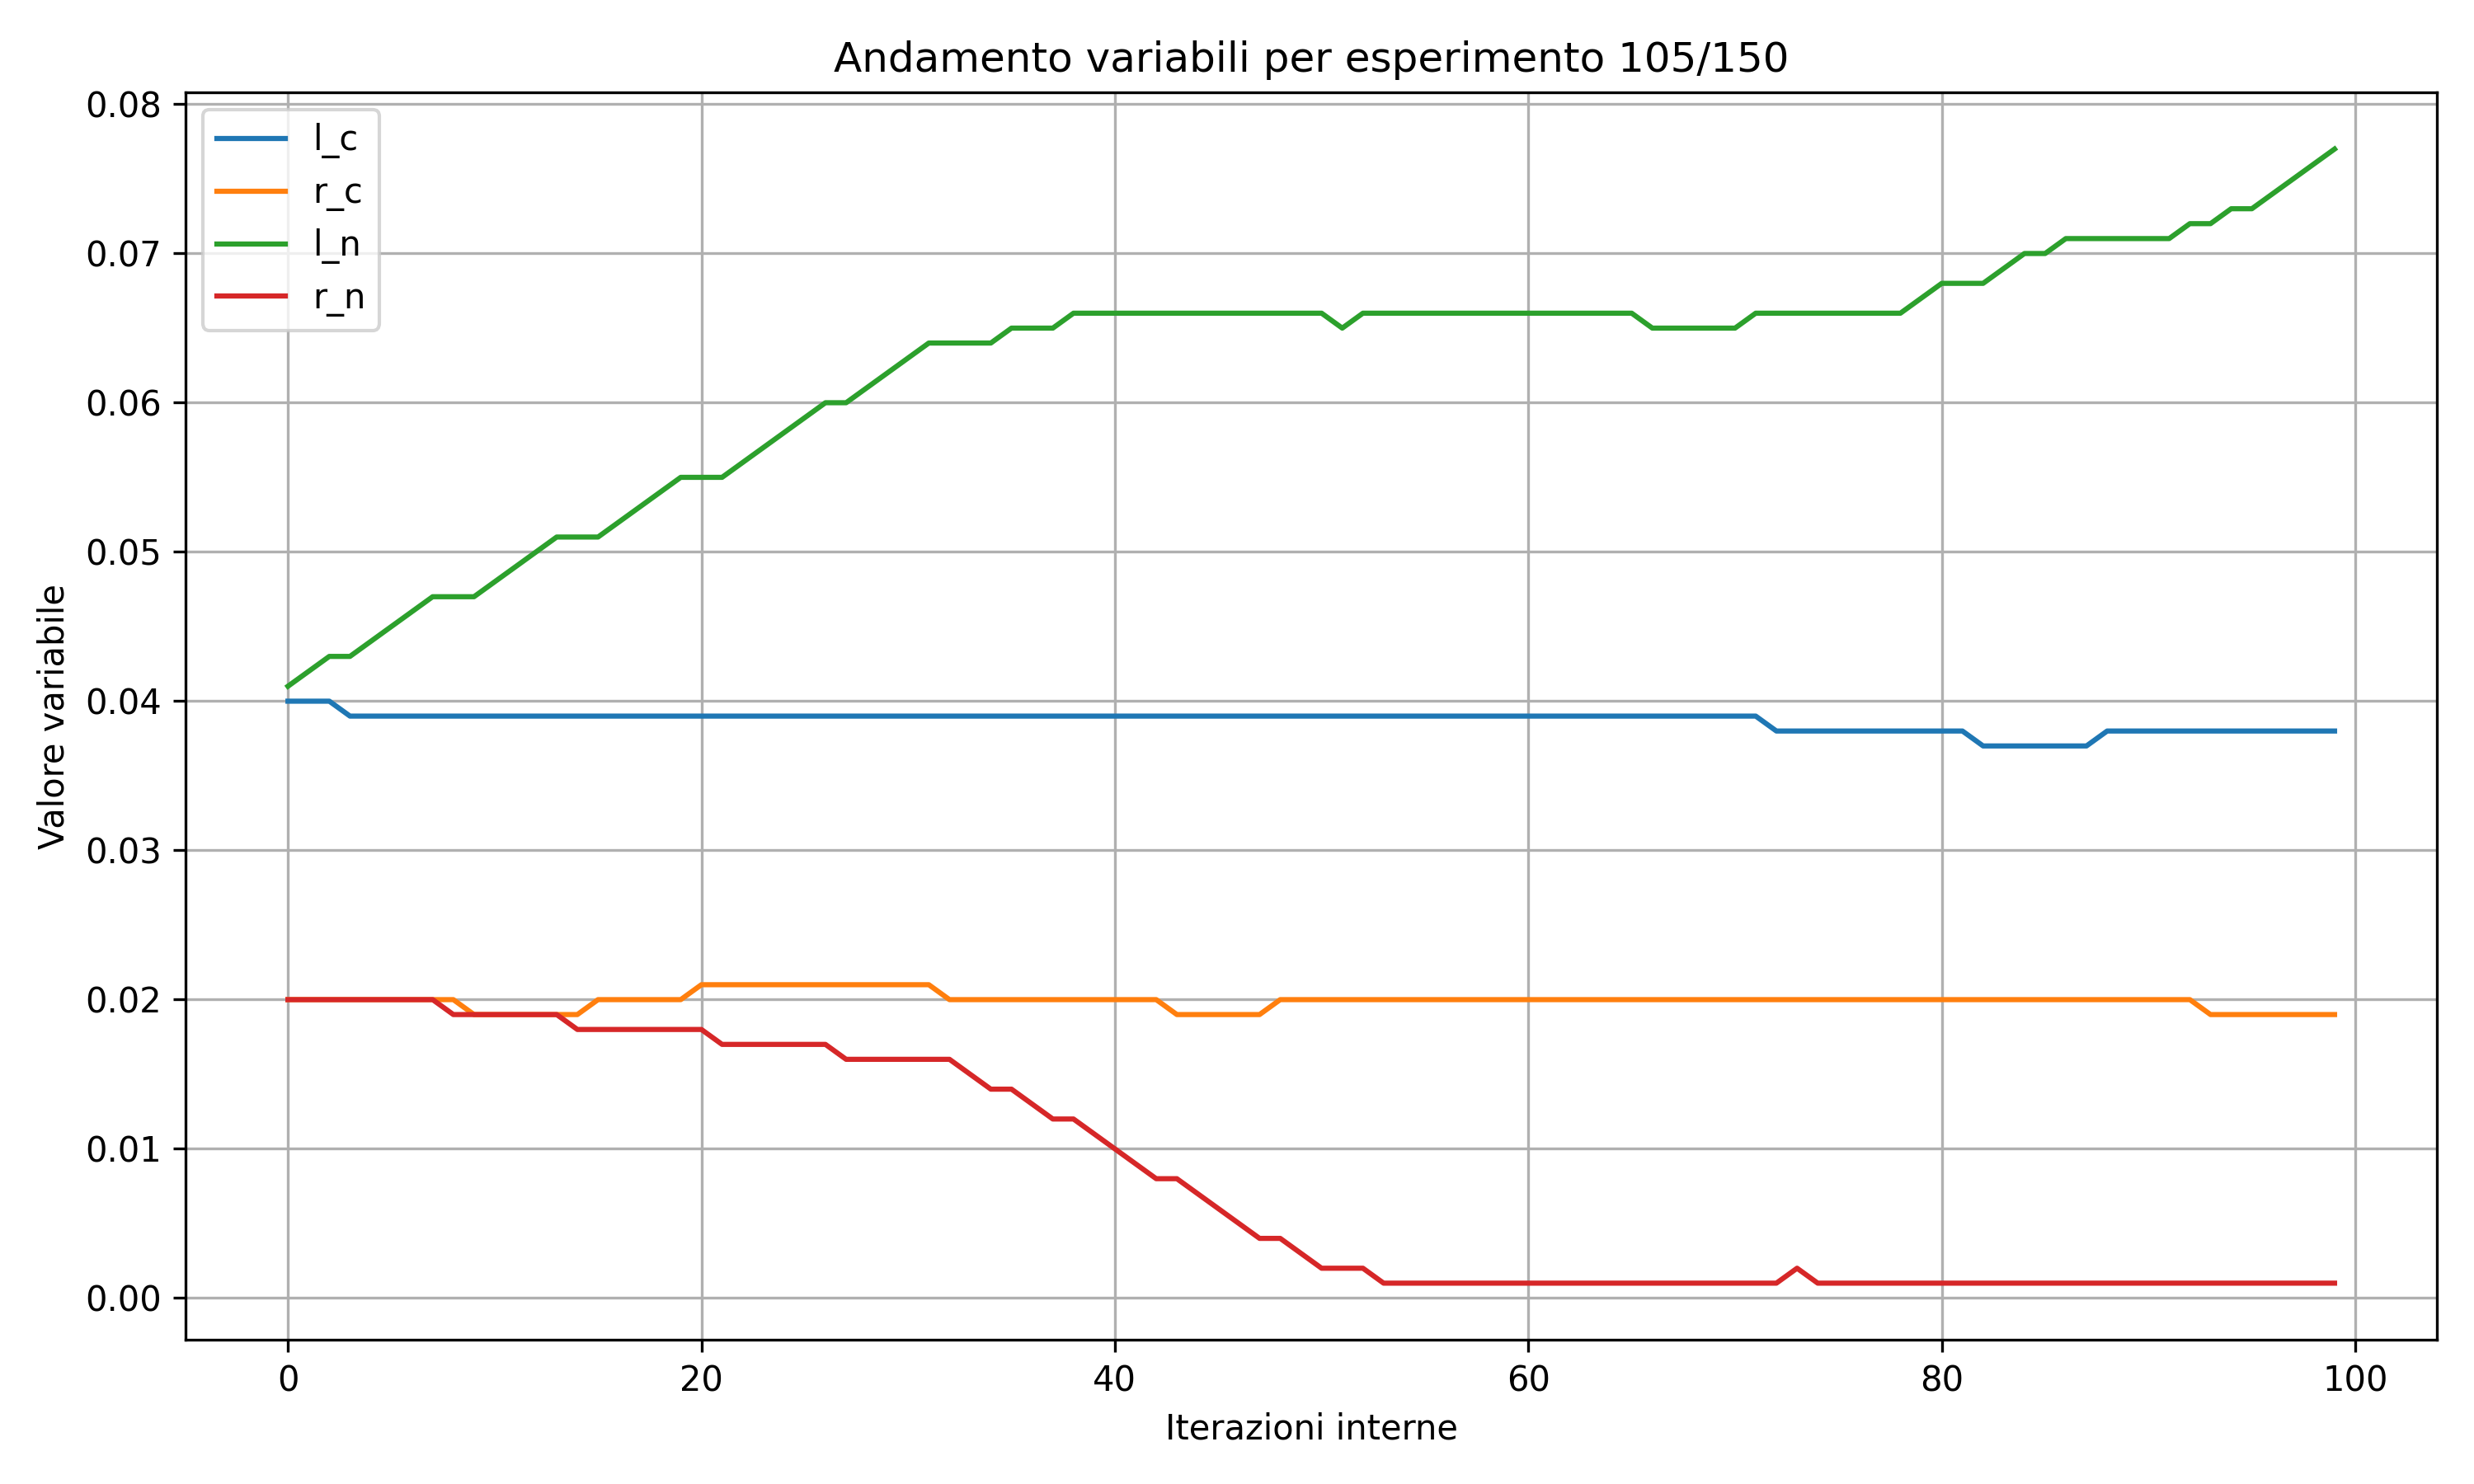 Andamento variabili per esperimento 105/150
l_c
r_c
l_n
r_n
0.08
0.07
0.06
0.05
0.04
0.03
0.02
0.01
0.00
Valore variabile
0 20 40 60 80 100
Iterazioni interne